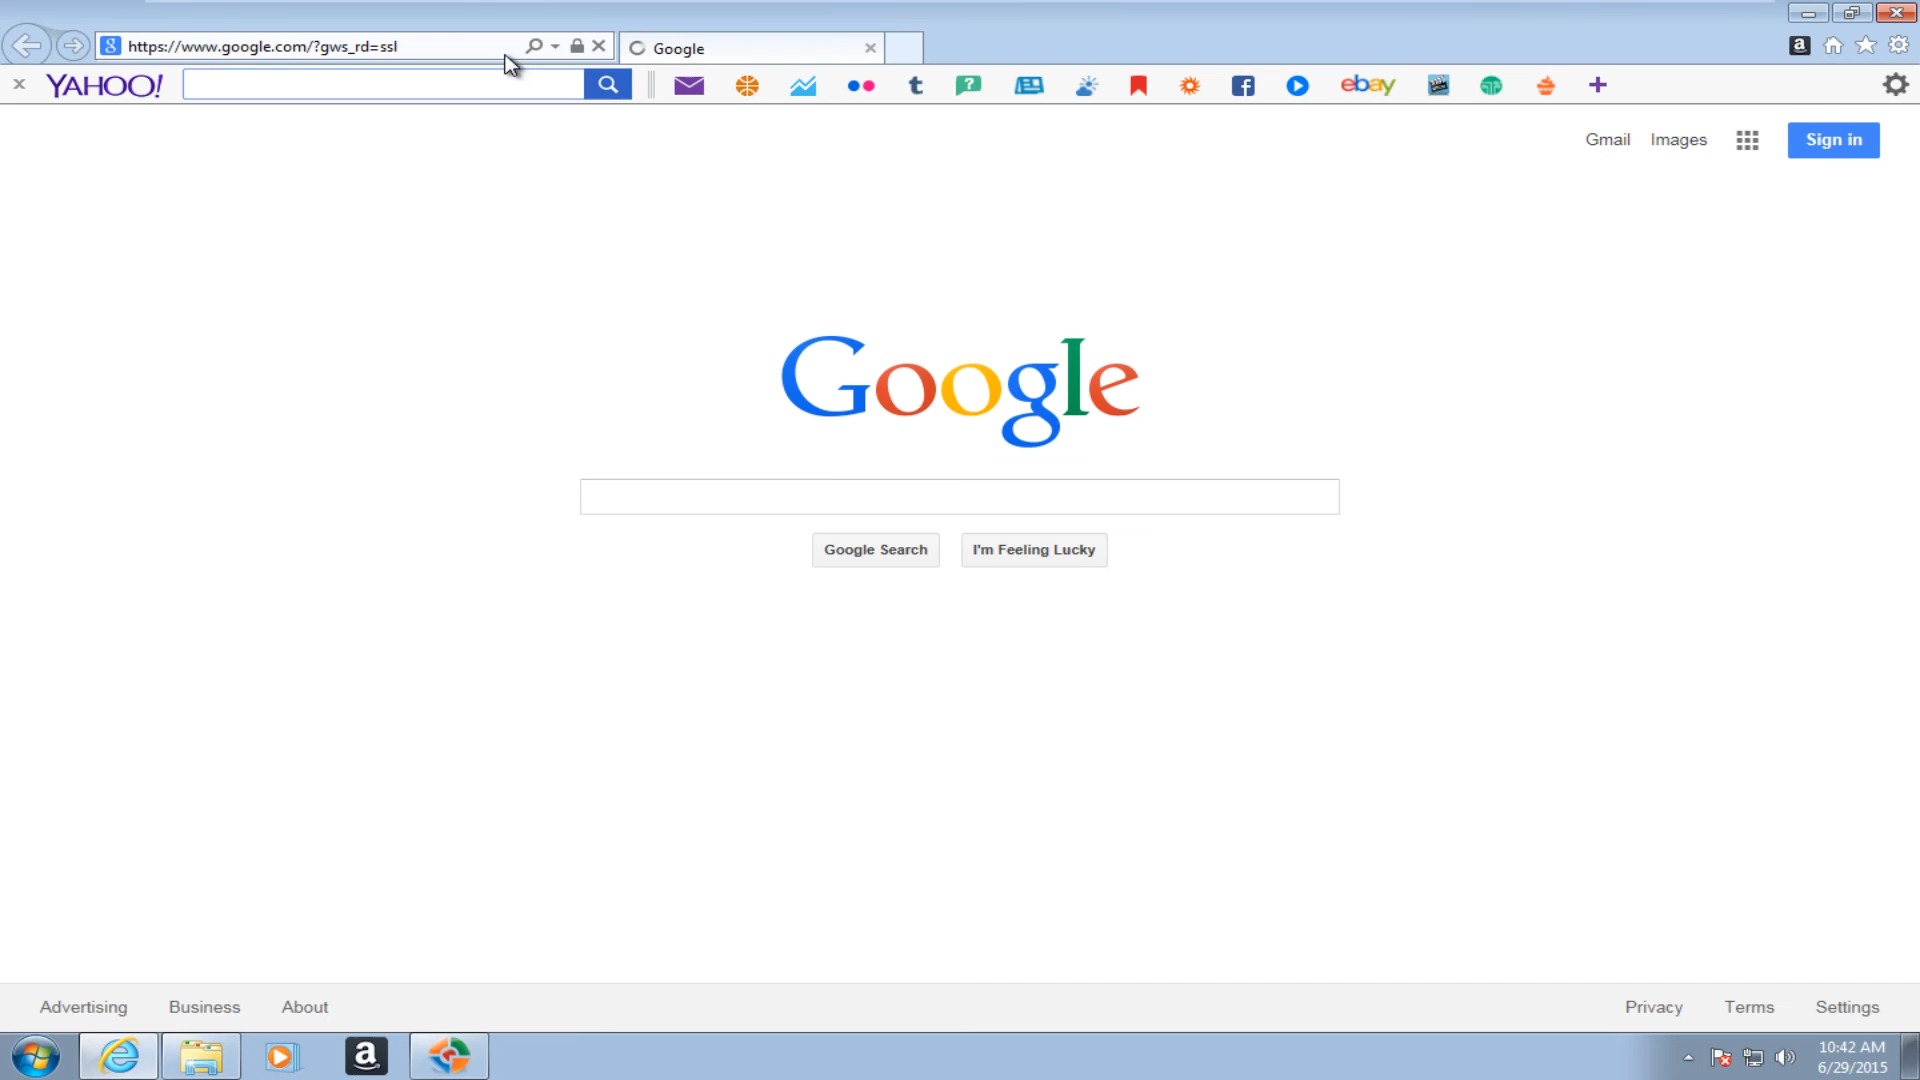 https://www.google.com/?gws_rd=ssl
Google
YAHOO!
ebay
Gmail Images Sign in
Google
Google Search I'm Feeling Lucky
Advertising Business About Privacy Terms Settings
10:42 AM
6/29/2015